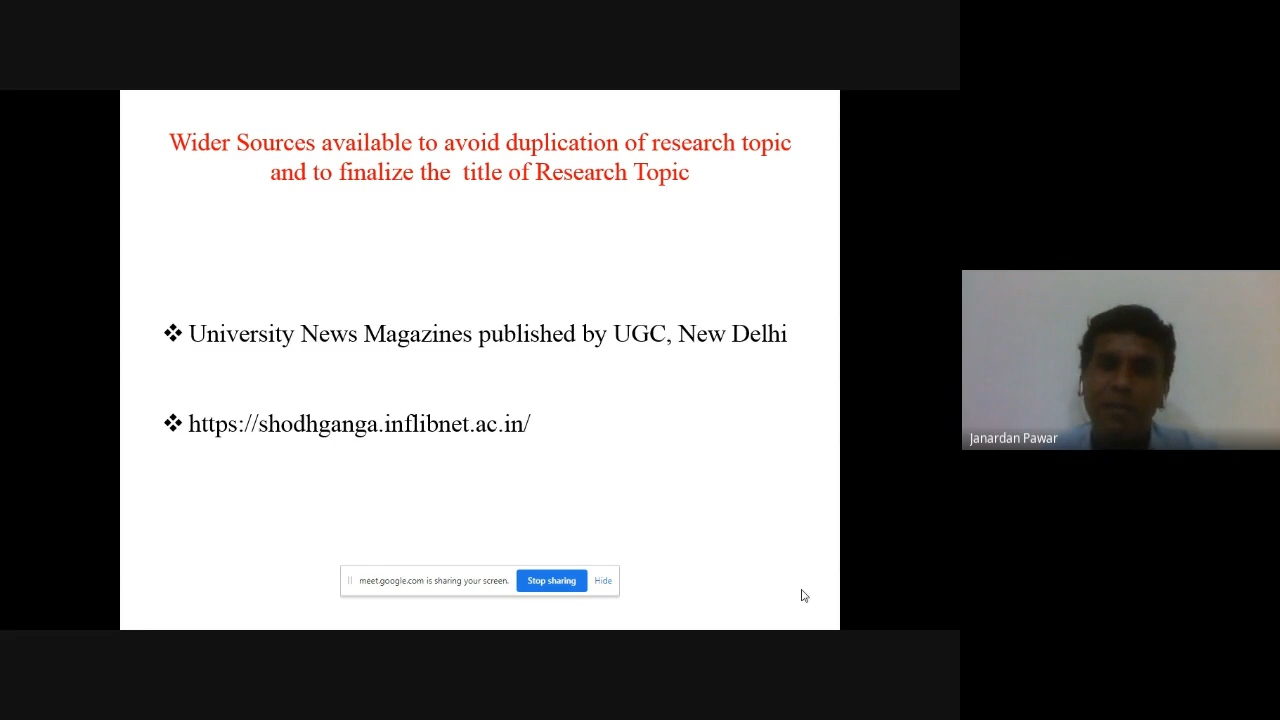 Wider Sources available to avoid duplication of research topic
and to finalize the title of Research Topic
❖ University News Magazines published by UGC, New Delhi
❖ https://shodhganga.inflibnet.ac.in/
Janardan Pawar
meet.google.com is sharing your screen. Stop sharing Hide